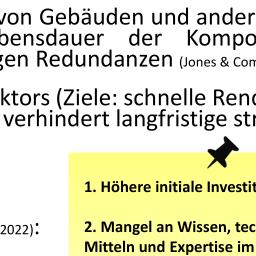 von Gebäuden und ander
bensdauer der Kompo
gen Redundanzen (Jones & Com
ktors (Ziele: schnelle Rend
verhindert langfristige str
1. Höhere initiale Investit
2022):
2. Mangel an Wissen, tec
Mitteln und Expertise im